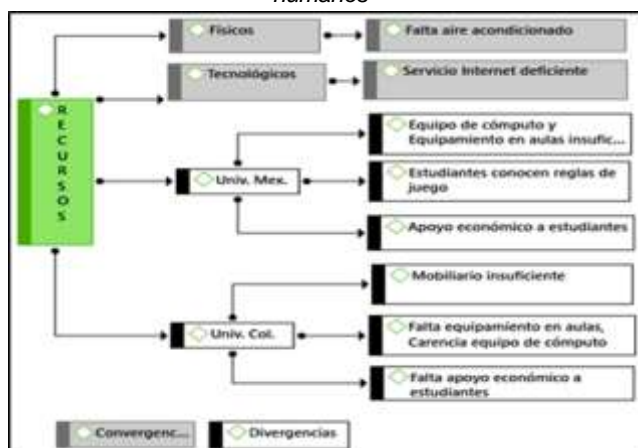 humanos
Físicos
Falta aire acondicionado
Tecnológicos
Servicio Internet deficiente
RECURSOS
Equipo de cómputo y
Equipamiento en aulas insufic...
Univ. Mex.
Estudiantes conocen reglas de
juego
Apoyo económico a estudiantes
Mobiliario insuficiente
Univ. Col.
Falta equipamiento en aulas,
Carencia equipo de cómputo
Falta apoyo económico a
estudiantes
Convergenc...
Divergencias